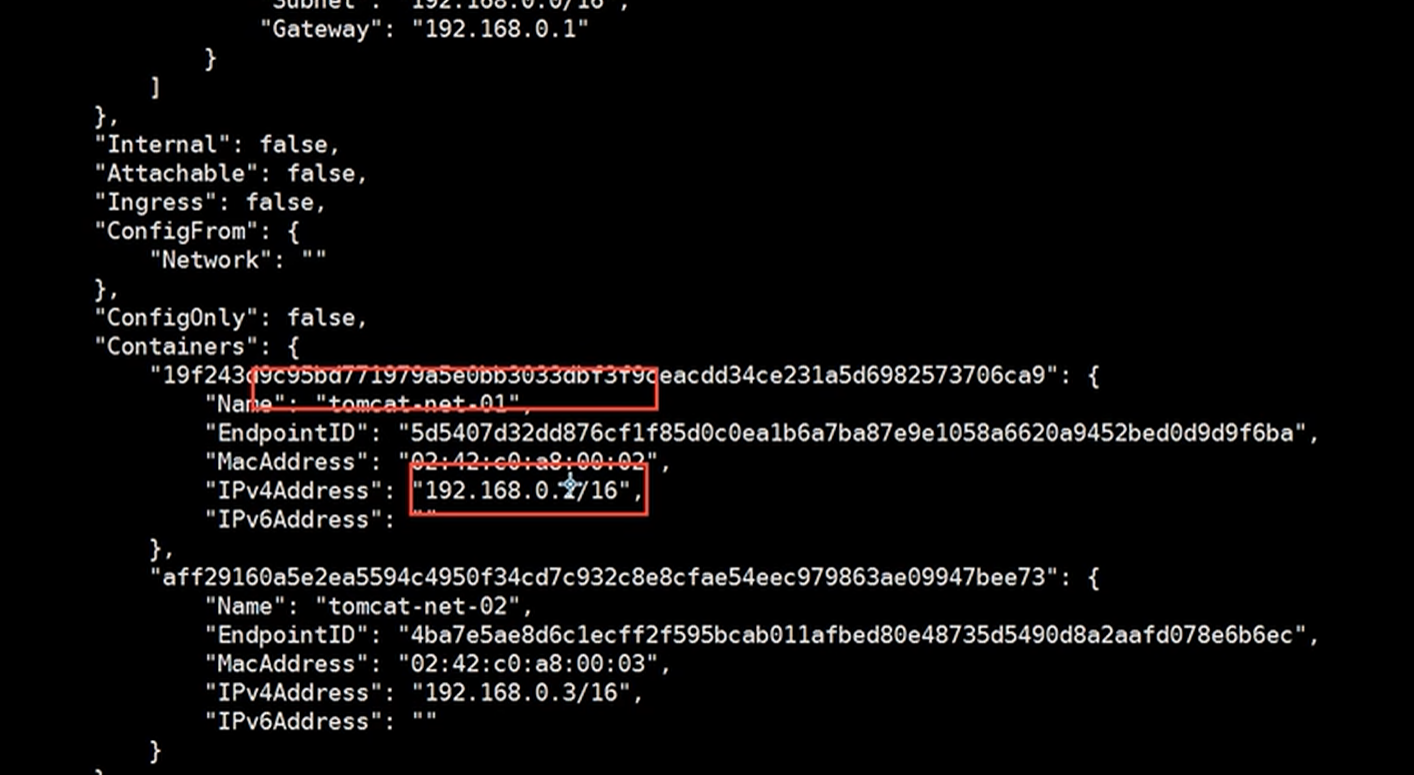 "Subnet": "192.168.0.0/16",
"Gateway": "192.168.0.1"
}
]
},
"Internal": false,
"Attachable": false,
"Ingress": false,
"ConfigFrom": {
"Network": ""
},
"ConfigOnly": false,
"Containers": {
"19f243d9c95bd771979a5e0bb3033dbf3f9ceacdd34ce231a5d6982573706ca9": {
"Name": "tomcat-net-01",
"EndpointID": "5d5407d32dd876cf1f85d0c0ea1b6a7ba87e9e1058a6620a9452bed0d9d9f6ba",
"MacAddress": "02:42:c0:a8:00:02",
"IPv4Address": "192.168.0.2/16",
"IPv6Address": ""
},
"aff29160a5e2ea5594c4950f34cd7c932c8e8cfae54eec979863ae09947bee73": {
"Name": "tomcat-net-02",
"EndpointID": "4ba7e5ae8d6c1ecff2f595bcab011afbed80e48735d5490d8a2aafd078e6b6ec",
"MacAddress": "02:42:c0:a8:00:03",
"IPv4Address": "192.168.0.3/16",
"IPv6Address": ""
}
}